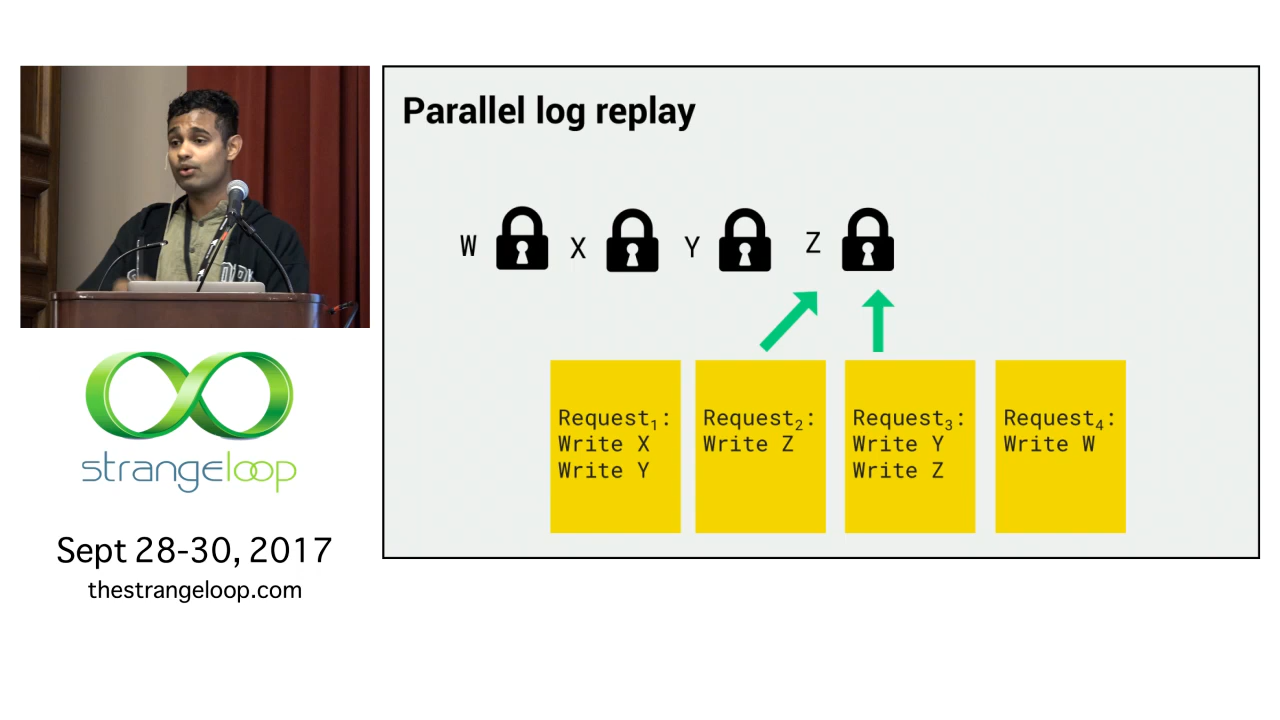 Parallel log replay
W X Y Z
Request₁:
Write X
Write Y
Request₂:
Write Z
Request₃:
Write Y
Write Z
Request₄:
Write W
strangeloop
Sept 28-30, 2017
thestrangeloop.com